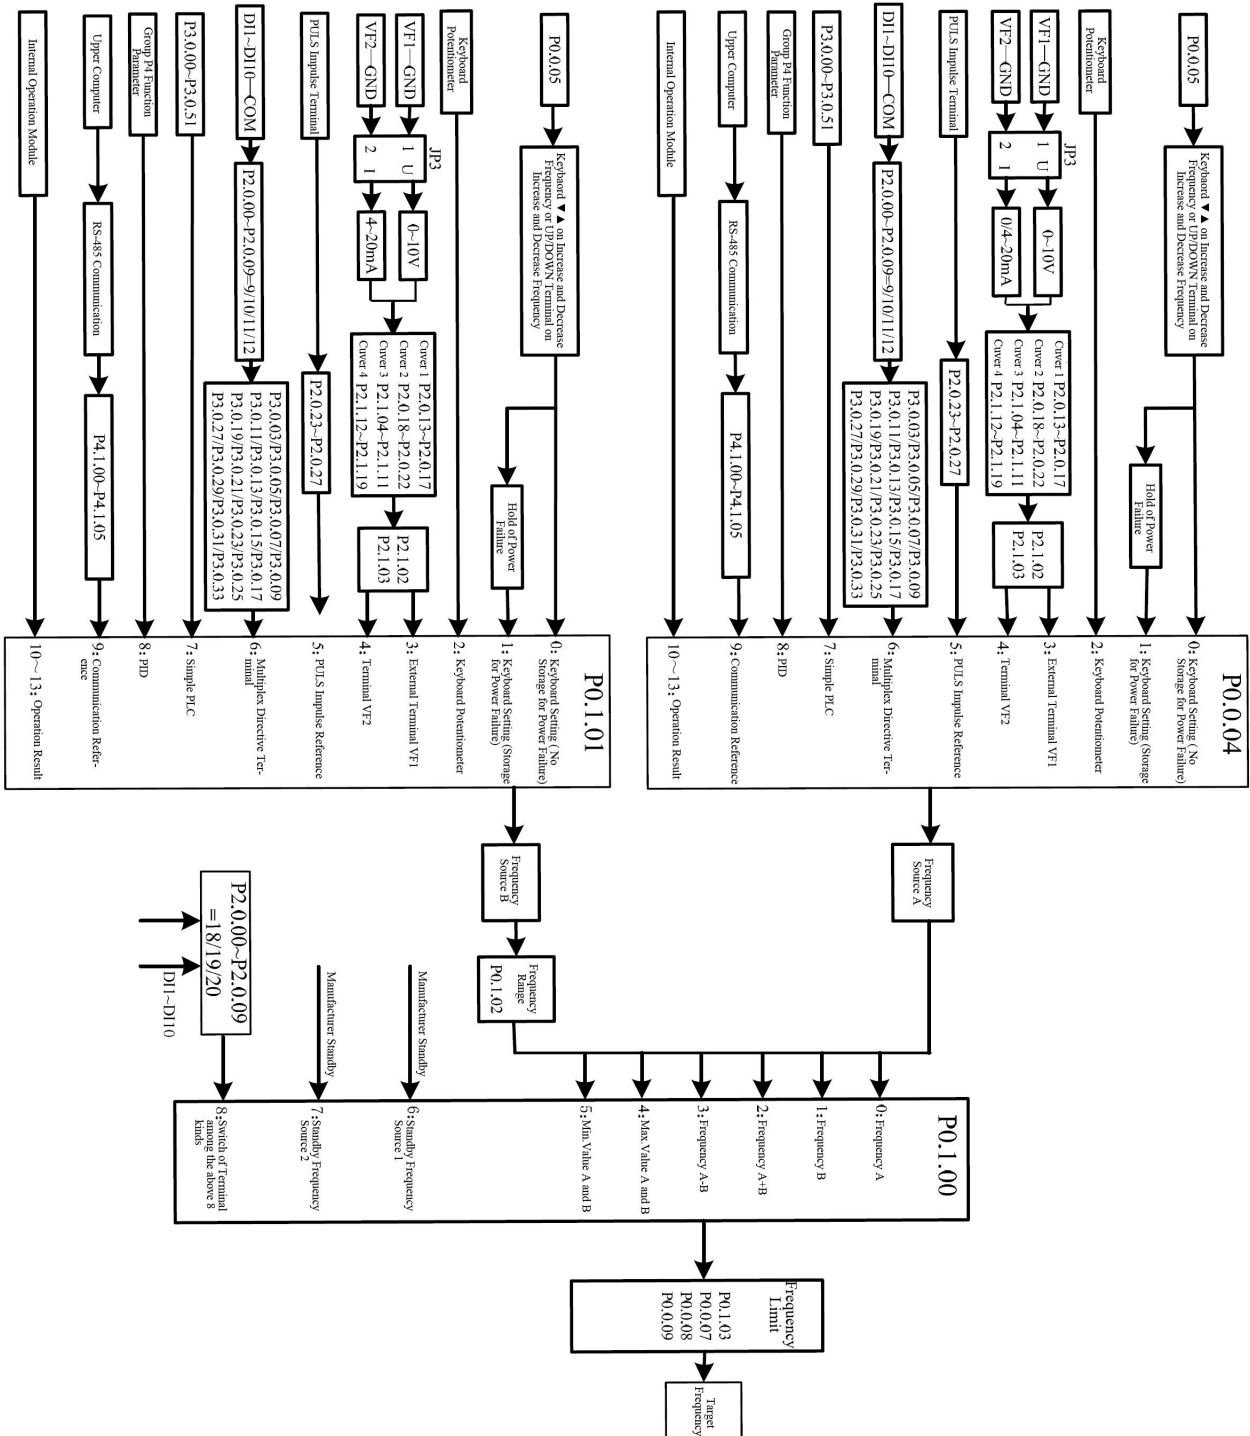 P0.0.05
Keybaord ▼▲ on Increase and Decrease
Frequency or UP/DOWN Terminal on
Increase and Decrease Frequency
Hold of Power
Failure
Keyboard
Potentiometer
VF1—GND
VF2—GND
JP3
1 U
2 I
0~10V
0/4~20mA
Cuver 1 P2.0.13~P2.0.17
Cuver 2 P2.0.18~P2.0.22
Cuver 3 P2.1.04~P2.1.11
Cuver 4 P2.1.12~P2.1.19
P2.1.02
P2.1.03
PULS Impulse Terminal
P2.0.23~P2.0.27
DI1~DI10—COM
P2.0.00~P2.0.09=9/10/11/12
P3.0.03/P3.0.05/P3.0.07/P3.0.09
P3.0.11/P3.0.13/P3.0.15/P3.0.17
P3.0.19/P3.0.21/P3.0.23/P3.0.25
P3.0.27/P3.0.29/P3.0.31/P3.0.33
P3.0.00~P3.0.51
Group P4 Function
Parameter
Upper Computer
RS-485 Communication
P4.1.00~P4.1.05
Internal Operation Module
P0.0.04
0: Keyboard Setting ( No
Storage for Power Failure)
1: Keyboard Setting (Storage
for Power Failure)
2: Keyboard Potentiometer
3: External Terminal VF1
4: Terminal VF2
5: PULS Impulse Reference
6: Multiplex Directive Ter-
minal
7: Simple PLC
8: PID
9: Communication Reference
10～13: Operation Result
Frequency
Source A
P0.0.05
Keybaord ▼▲ on Increase and Decrease
Frequency or UP/DOWN Terminal on
Increase and Decrease Frequency
Hold of Power
Failure
Keyboard
Potentiometer
VF1—GND
VF2—GND
JP3
1 U
2 I
0~10V
4~20mA
Cuver 1 P2.0.13~P2.0.17
Cuver 2 P2.0.18~P2.0.22
Cuver 3 P2.1.04~P2.1.11
Cuver 4 P2.1.12~P2.1.19
P2.1.02
P2.1.03
PULS Impulse Terminal
P2.0.23~P2.0.27
DI1~DI10—COM
P2.0.00~P2.0.09=9/10/11/12
P3.0.03/P3.0.05/P3.0.07/P3.0.09
P3.0.11/P3.0.13/P3.0.15/P3.0.17
P3.0.19/P3.0.21/P3.0.23/P3.0.25
P3.0.27/P3.0.29/P3.0.31/P3.0.33
P3.0.00~P3.0.51
Group P4 Function
Parameter
Upper Computer
RS-485 Communication
P4.1.00~P4.1.05
Internal Operation Module
P0.1.01
0: Keyboard Setting ( No
Storage for Power Failure)
1: Keyboard Setting (Storage
for Power Failure)
2: Keyboard Potentiometer
3: External Terminal VF1
4: Terminal VF2
5: PULS Impulse Reference
6: Multiplex Directive Ter-
minal
7: Simple PLC
8: PID
9: Communication Refer-
ence
10～13: Operation Result
Frequency
Source B
Frequency
Range
P0.1.02
Manufacturer Standby
Manufacturer Standby
P2.0.00~P2.0.09
=18/19/20
DI1~DI10
P0.1.00
0: Frequency A
1: Frequency B
2: Frequency A+B
3: Frequency A-B
4: Max. Value A and B
5: Min. Value A and B
6:Standby Frequency
Source 1
7:Standby Frequency
Source 2
8:Switch of Terminal
among the above 8
kinds
Frequency
Limit
P0.1.03
P0.0.07
P0.0.08
P0.0.09
Target
Frequency